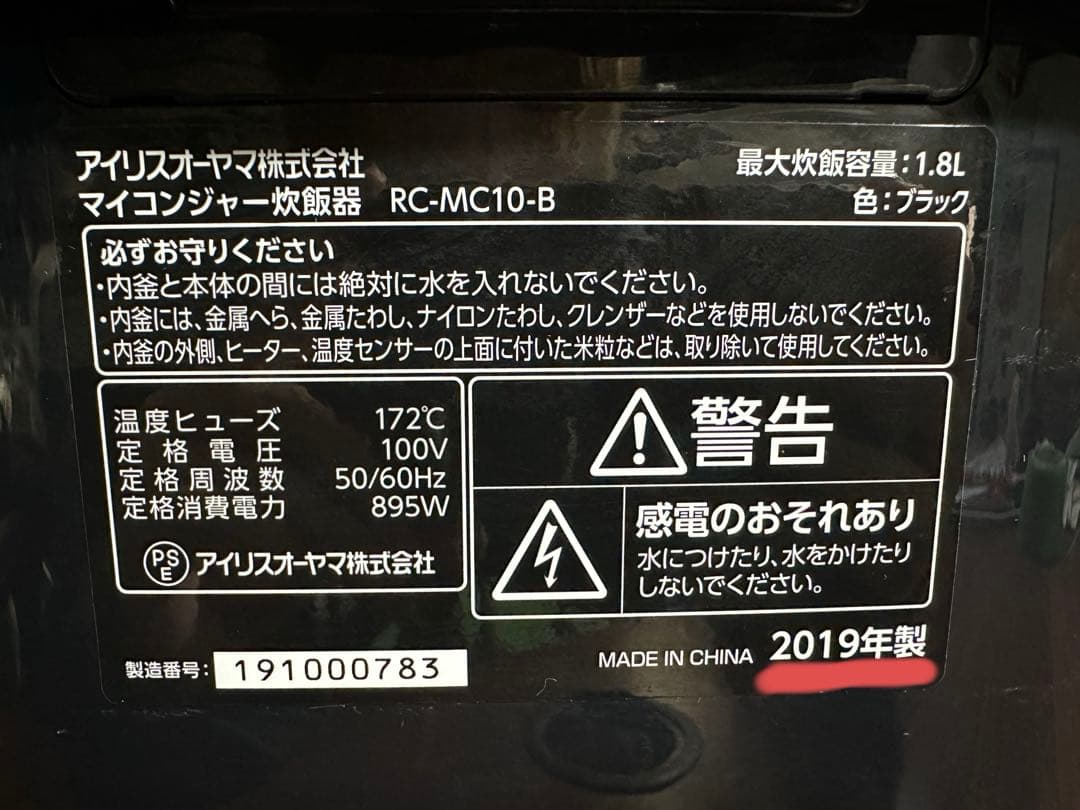 アイリスオーヤマ株式会社
最大炊飯容量：1.8L
マイコンジャー炊飯器 RC-MC10-B
色：ブラック
必ずお守りください
・内釜と本体の間には絶対に水を入れないでください。
・内釜には、金属へら、金属たわし、ナイロンたわし、クレンザーなどを使用しないでください。
・内釜の外側、ヒーター、温度センサーの上面に付いた米粒などは、取り除いて使用してください。
温度ヒューズ 172℃
定格電圧 100V
定格周波数 50/60Hz
定格消費電力 895W
PSE アイリスオーヤマ株式会社
警告
感電のおそれあり
水につけたり、水をかけたり
しないでください。
製造番号： 191000783
MADE IN CHINA 2019年製